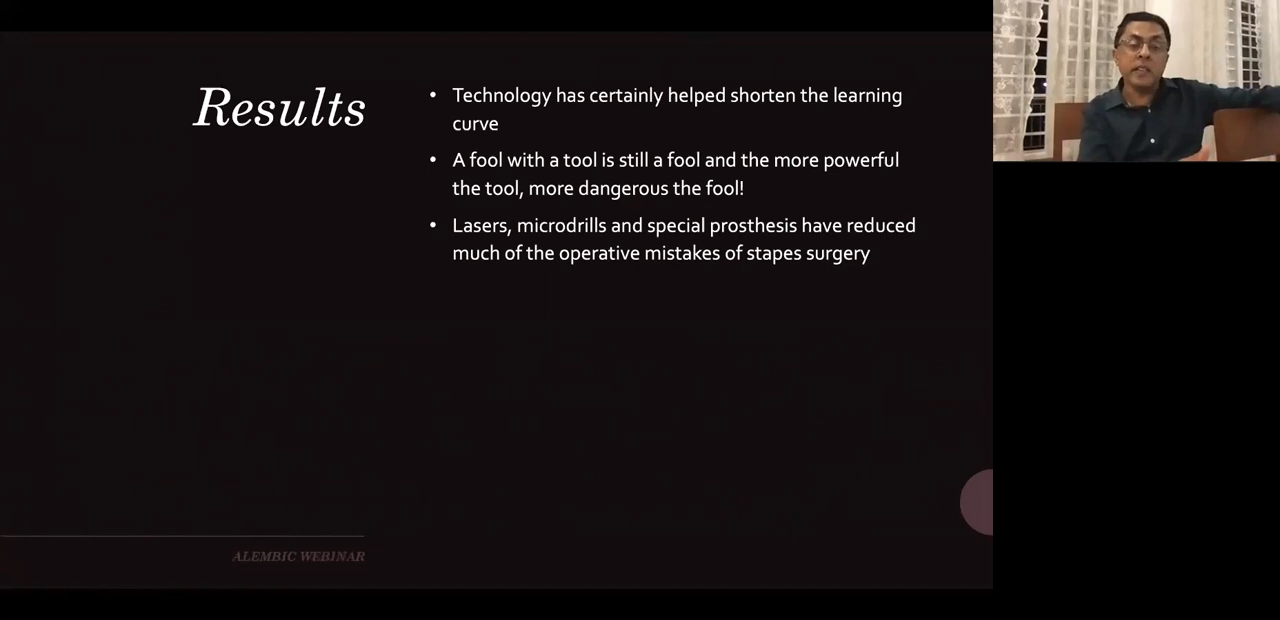 Results
• Technology has certainly helped shorten the learning
curve
• A fool with a tool is still a fool and the more powerful
the tool, more dangerous the fool!
• Lasers, microdrills and special prosthesis have reduced
much of the operative mistakes of stapes surgery
ALEMBIC WEBINAR